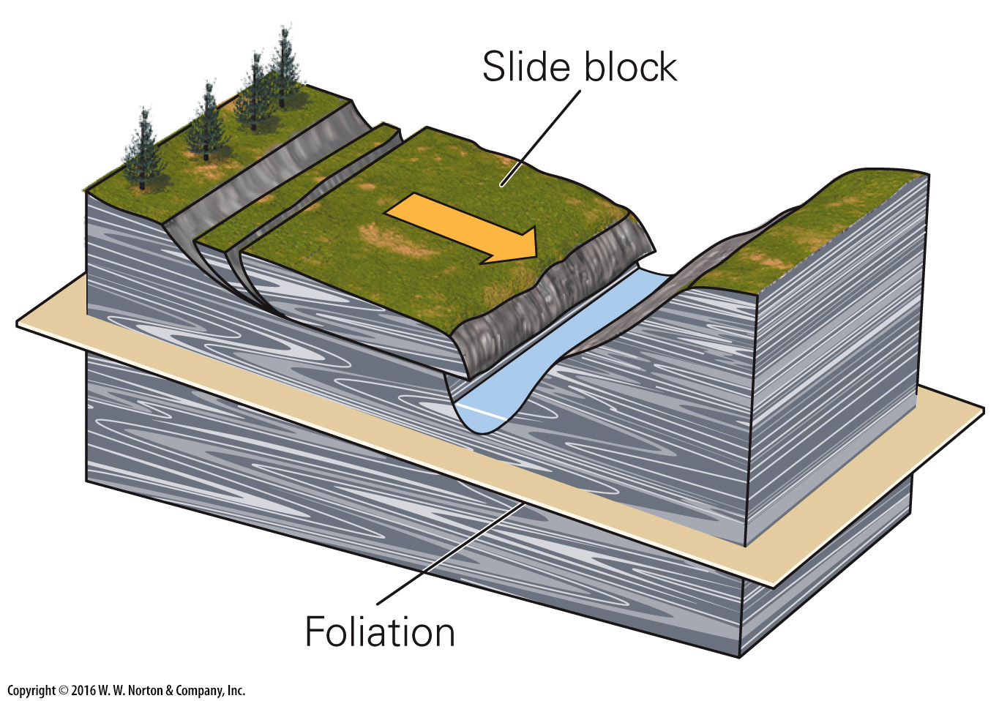 Slide block
Foliation
Copyright © 2016 W. W. Norton & Company, Inc.